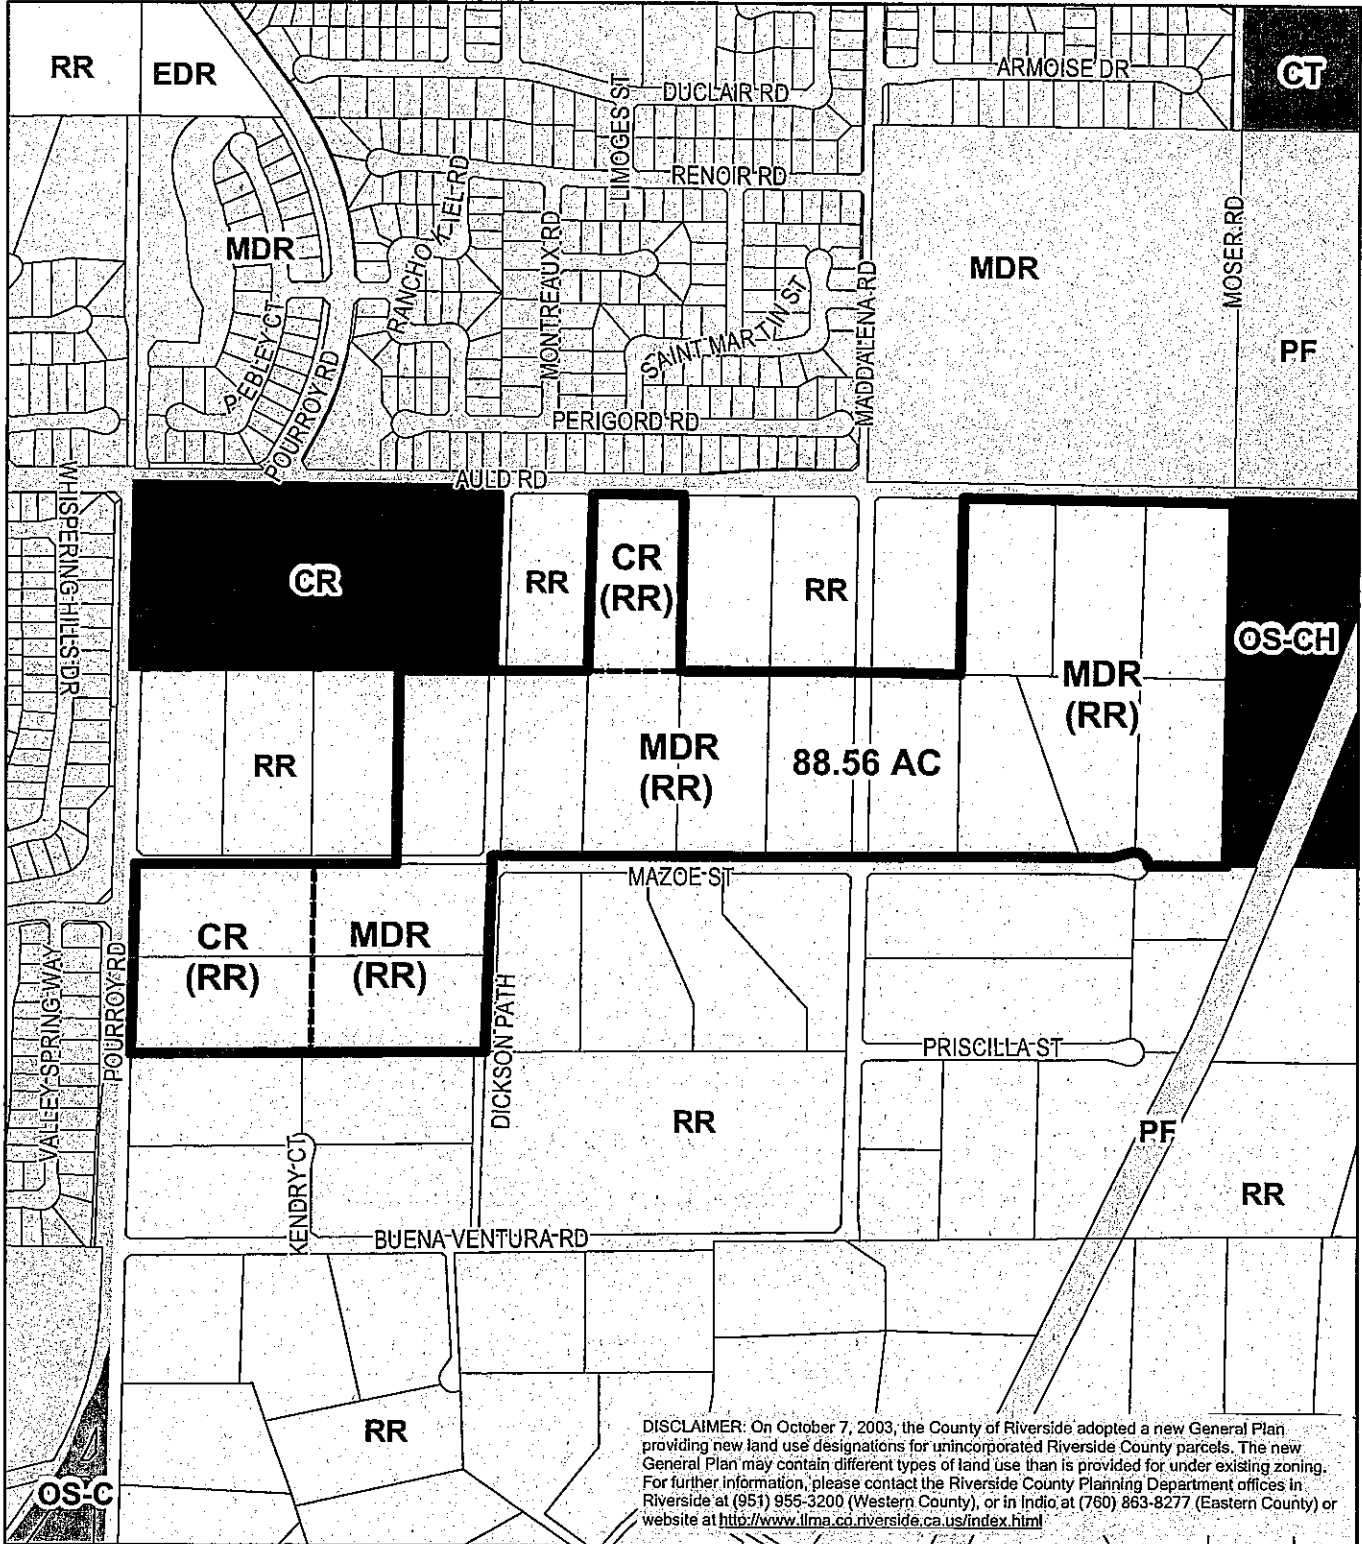 RR
EDR
ARMOISE DR
CT
DUCLAIR RD
LIMOGES ST
RENOIR RD
MDR
RANCHO
MONTREAUX RD
MADDALENA RD
MDR
MOSER RD
PEBLEY CT
POURROY RD
SAINT MARTIN ST
PF
PERIGORD RD
WHISPERING HILLS DR
AULD RD
CR
RR
CR
(RR)
RR
OS-CH
MDR
(RR)
RR
MDR
(RR)
88.56 AC
MAZOE ST
CR
(RR)
MDR
(RR)
VALLEY SPRING WAY
POURROY RD
DICKSON PATH
PRISCILLA ST
RR
PF
RR
KENDRY CT
BUENA VENTURA RD
RR
OS-C
DISCLAIMER: On October 7, 2003, the County of Riverside adopted a new General Plan
providing new land use designations for unincorporated Riverside County parcels. The new
General Plan may contain different types of land use than is provided for under existing zoning.
For further information, please contact the Riverside County Planning Department offices in
Riverside at (951) 955-3200 (Western County), or in Indio at (760) 863-8277 (Eastern County) or
website at http://www.tlma.co.riverside.ca.us/index.html